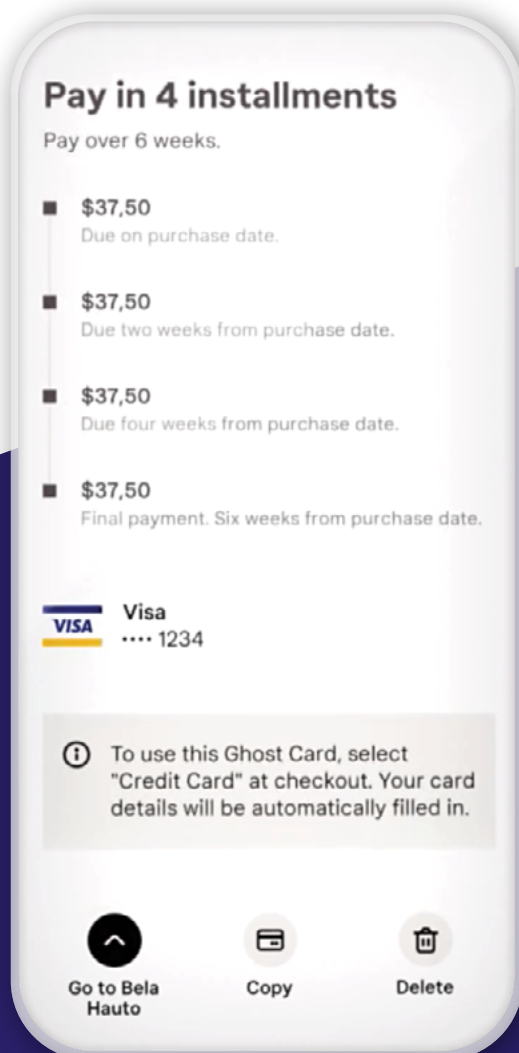 Pay in 4 installments
Pay over 6 weeks.
$37,50
Due on purchase date.
$37,50
Due two weeks from purchase date.
$37,50
Due four weeks from purchase date.
$37,50
Final payment. Six weeks from purchase date.
VISA
Visa
•••• 1234
To use this Ghost Card, select
"Credit Card" at checkout. Your card
details will be automatically filled in.
Go to Bela
Hauto
Copy
Delete